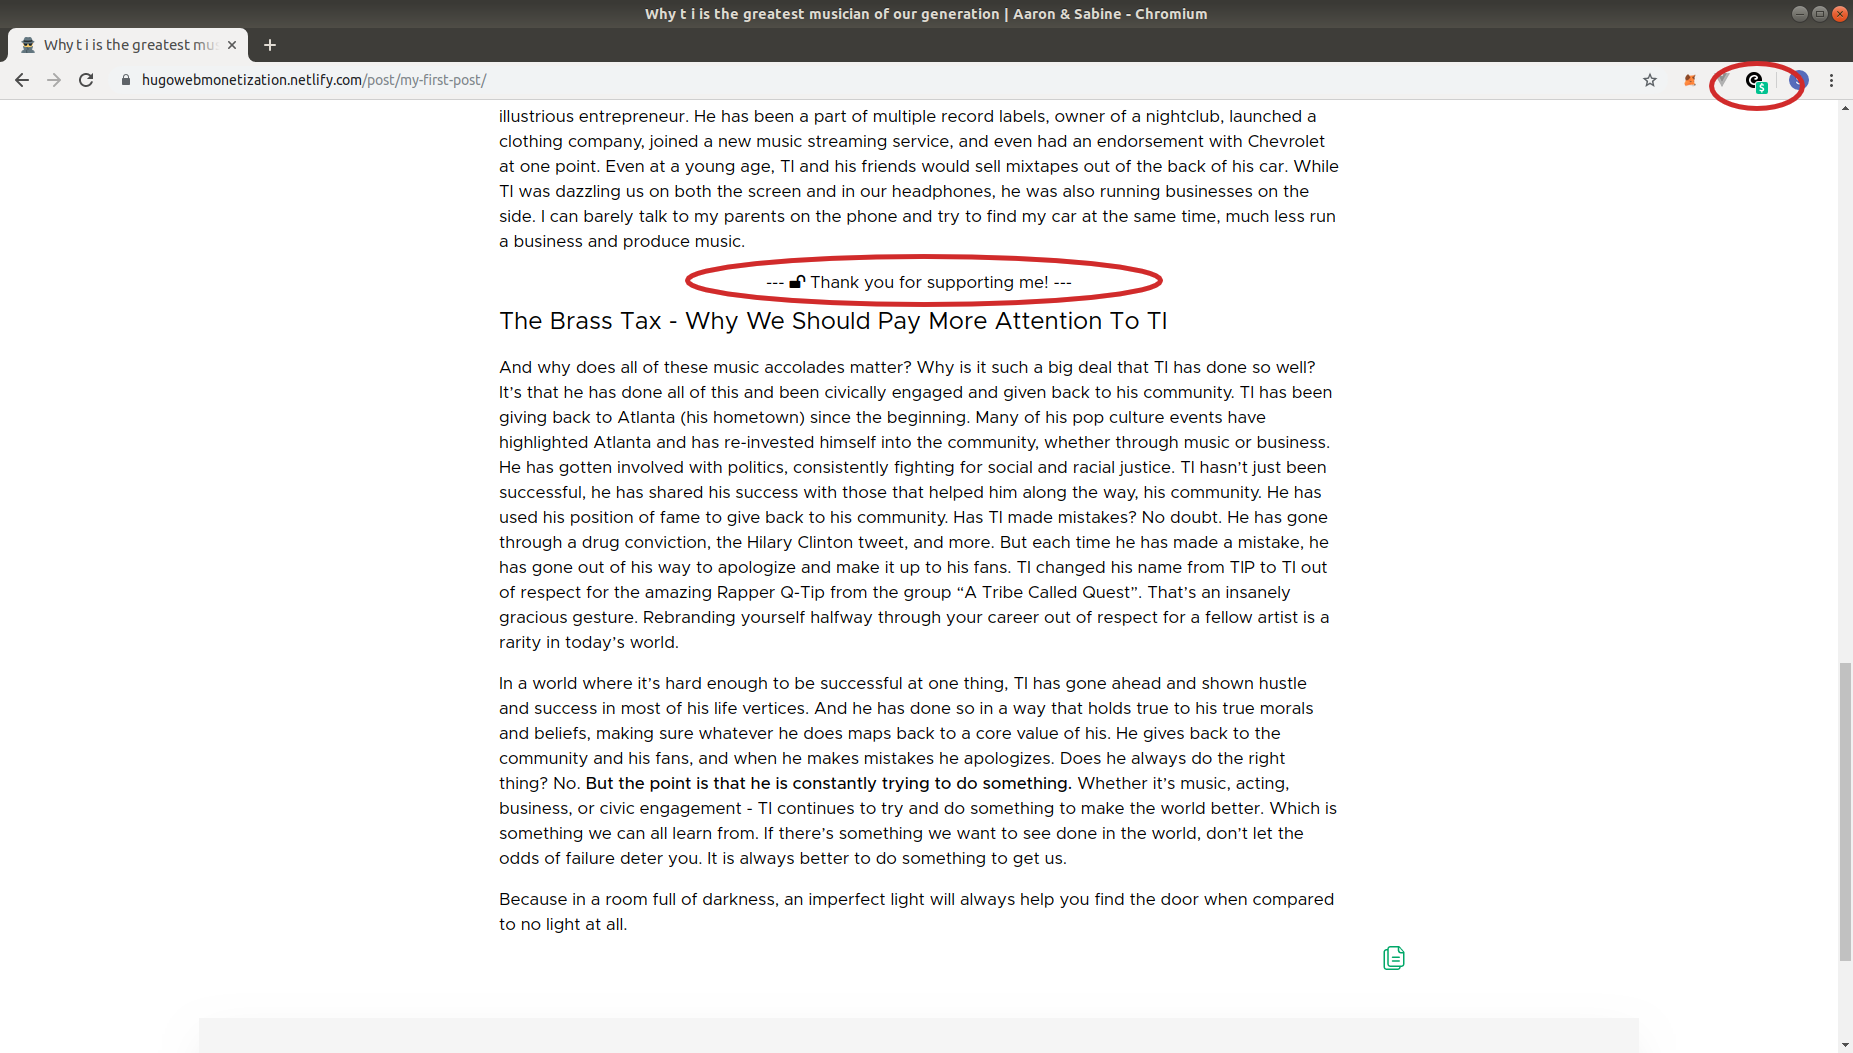 Why t i is the greatest musician of our generation | Aaron & Sabine - Chromium
Why t i is the greatest mus
hugowebmonetization.netlify.com/post/my-first-post/
illustrious entrepreneur. He has been a part of multiple record labels, owner of a nightclub, launched a
clothing company, joined a new music streaming service, and even had an endorsement with Chevrolet
at one point. Even at a young age, TI and his friends would sell mixtapes out of the back of his car. While
TI was dazzling us on both the screen and in our headphones, he was also running businesses on the
side. I can barely talk to my parents on the phone and try to find my car at the same time, much less run
a business and produce music.
--- Thank you for supporting me! ---
The Brass Tax - Why We Should Pay More Attention To TI
And why does all of these music accolades matter? Why is it such a big deal that TI has done so well?
It’s that he has done all of this and been civically engaged and given back to his community. TI has been
giving back to Atlanta (his hometown) since the beginning. Many of his pop culture events have
highlighted Atlanta and has re-invested himself into the community, whether through music or business.
He has gotten involved with politics, consistently fighting for social and racial justice. TI hasn’t just been
successful, he has shared his success with those that helped him along the way, his community. He has
used his position of fame to give back to his community. Has TI made mistakes? No doubt. He has gone
through a drug conviction, the Hilary Clinton tweet, and more. But each time he has made a mistake, he
has gone out of his way to apologize and make it up to his fans. TI changed his name from TIP to TI out
of respect for the amazing Rapper Q-Tip from the group “A Tribe Called Quest”. That’s an insanely
gracious gesture. Rebranding yourself halfway through your career out of respect for a fellow artist is a
rarity in today’s world.
In a world where it’s hard enough to be successful at one thing, TI has gone ahead and shown hustle
and success in most of his life vertices. And he has done so in a way that holds true to his true morals
and beliefs, making sure whatever he does maps back to a core value of his. He gives back to the
community and his fans, and when he makes mistakes he apologizes. Does he always do the right
thing? No. But the point is that he is constantly trying to do something. Whether it’s music, acting,
business, or civic engagement - TI continues to try and do something to make the world better. Which is
something we can all learn from. If there’s something we want to see done in the world, don’t let the
odds of failure deter you. It is always better to do something to get us.
Because in a room full of darkness, an imperfect light will always help you find the door when compared
to no light at all.